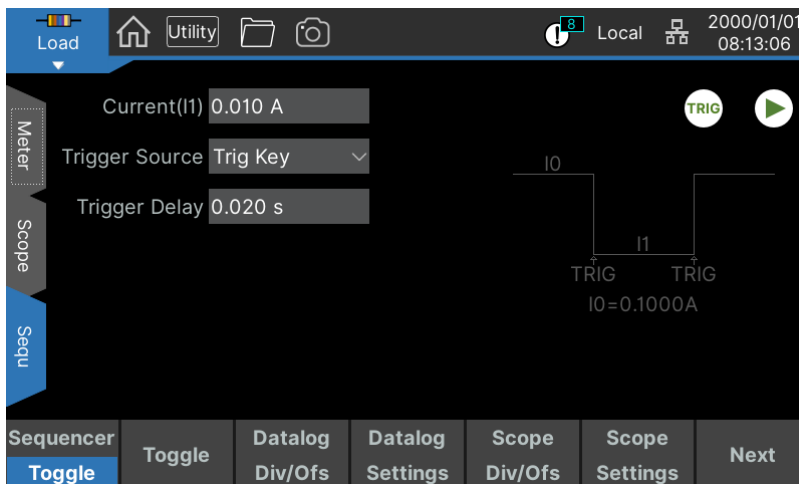 Load
Utility
8
Local
2000/01/01
08:13:06
Meter
Scope
Sequ
Current(I1) 0.010 A
Trigger Source Trig Key
Trigger Delay 0.020 s
TRIG
I0
I1
TRIG TRIG
I0=0.1000A
Sequencer
Toggle
Toggle
Datalog
Div/Ofs
Datalog
Settings
Scope
Div/Ofs
Scope
Settings
Next